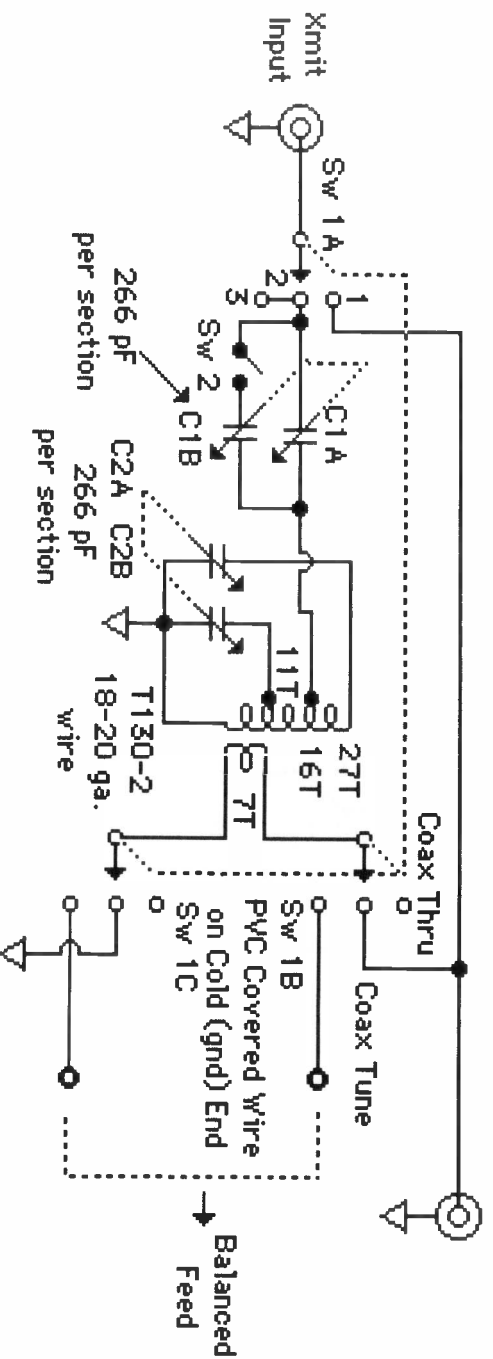 Xmit
Input
Sw 1A
1
2
3
Sw 2
C1A
C1B
266 pF
per section
C2A C2B
266 pF
per section
11T
27T
16T
7T
T130-2
18-20 ga.
wire
Coax Thru
Coax Tune
Sw 1B
PVC Covered Wire
on Cold (gnd) End
Sw 1C
Balanced
Feed